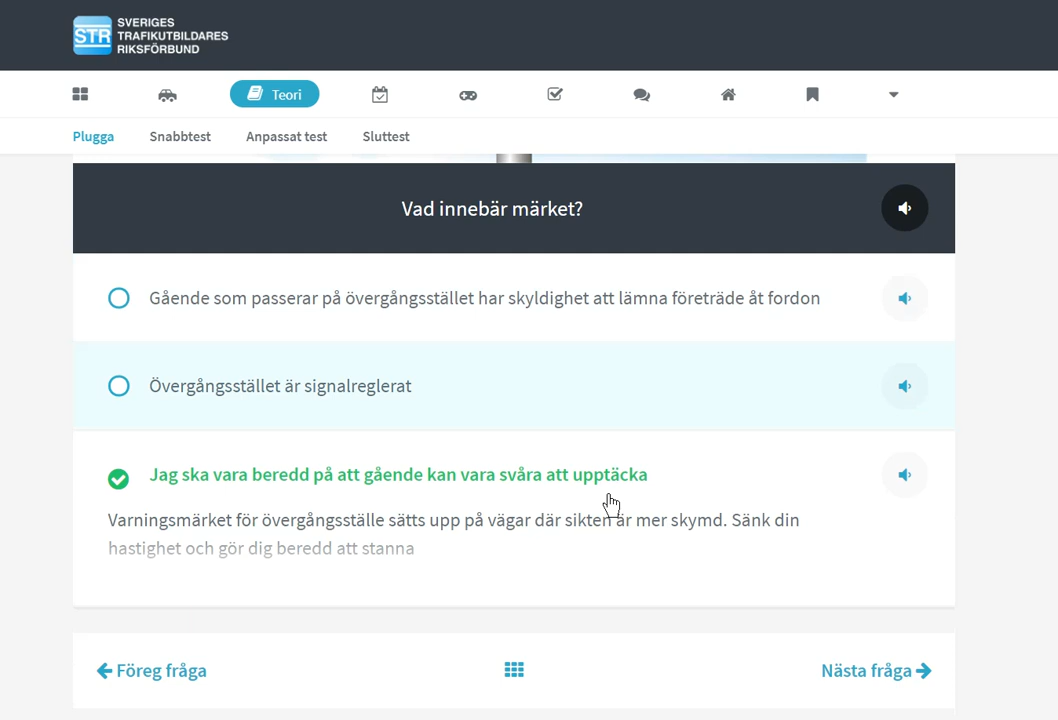 STR
SVERIGES
TRAFIKUTBILDARES
RIKSFÖRBUND
Teori
Plugga
Snabbtest
Anpassat test
Sluttest
Vad innebär märket?
Gående som passerar på övergångsstället har skyldighet att lämna företräde åt fordon
Övergångsstället är signalreglerat
Jag ska vara beredd på att gående kan vara svåra att upptäcka
Varningsmärket för övergångsställe sätts upp på vägar där sikten är mer skymd. Sänk din
hastighet och gör dig beredd att stanna
Föreg fråga
Nästa fråga